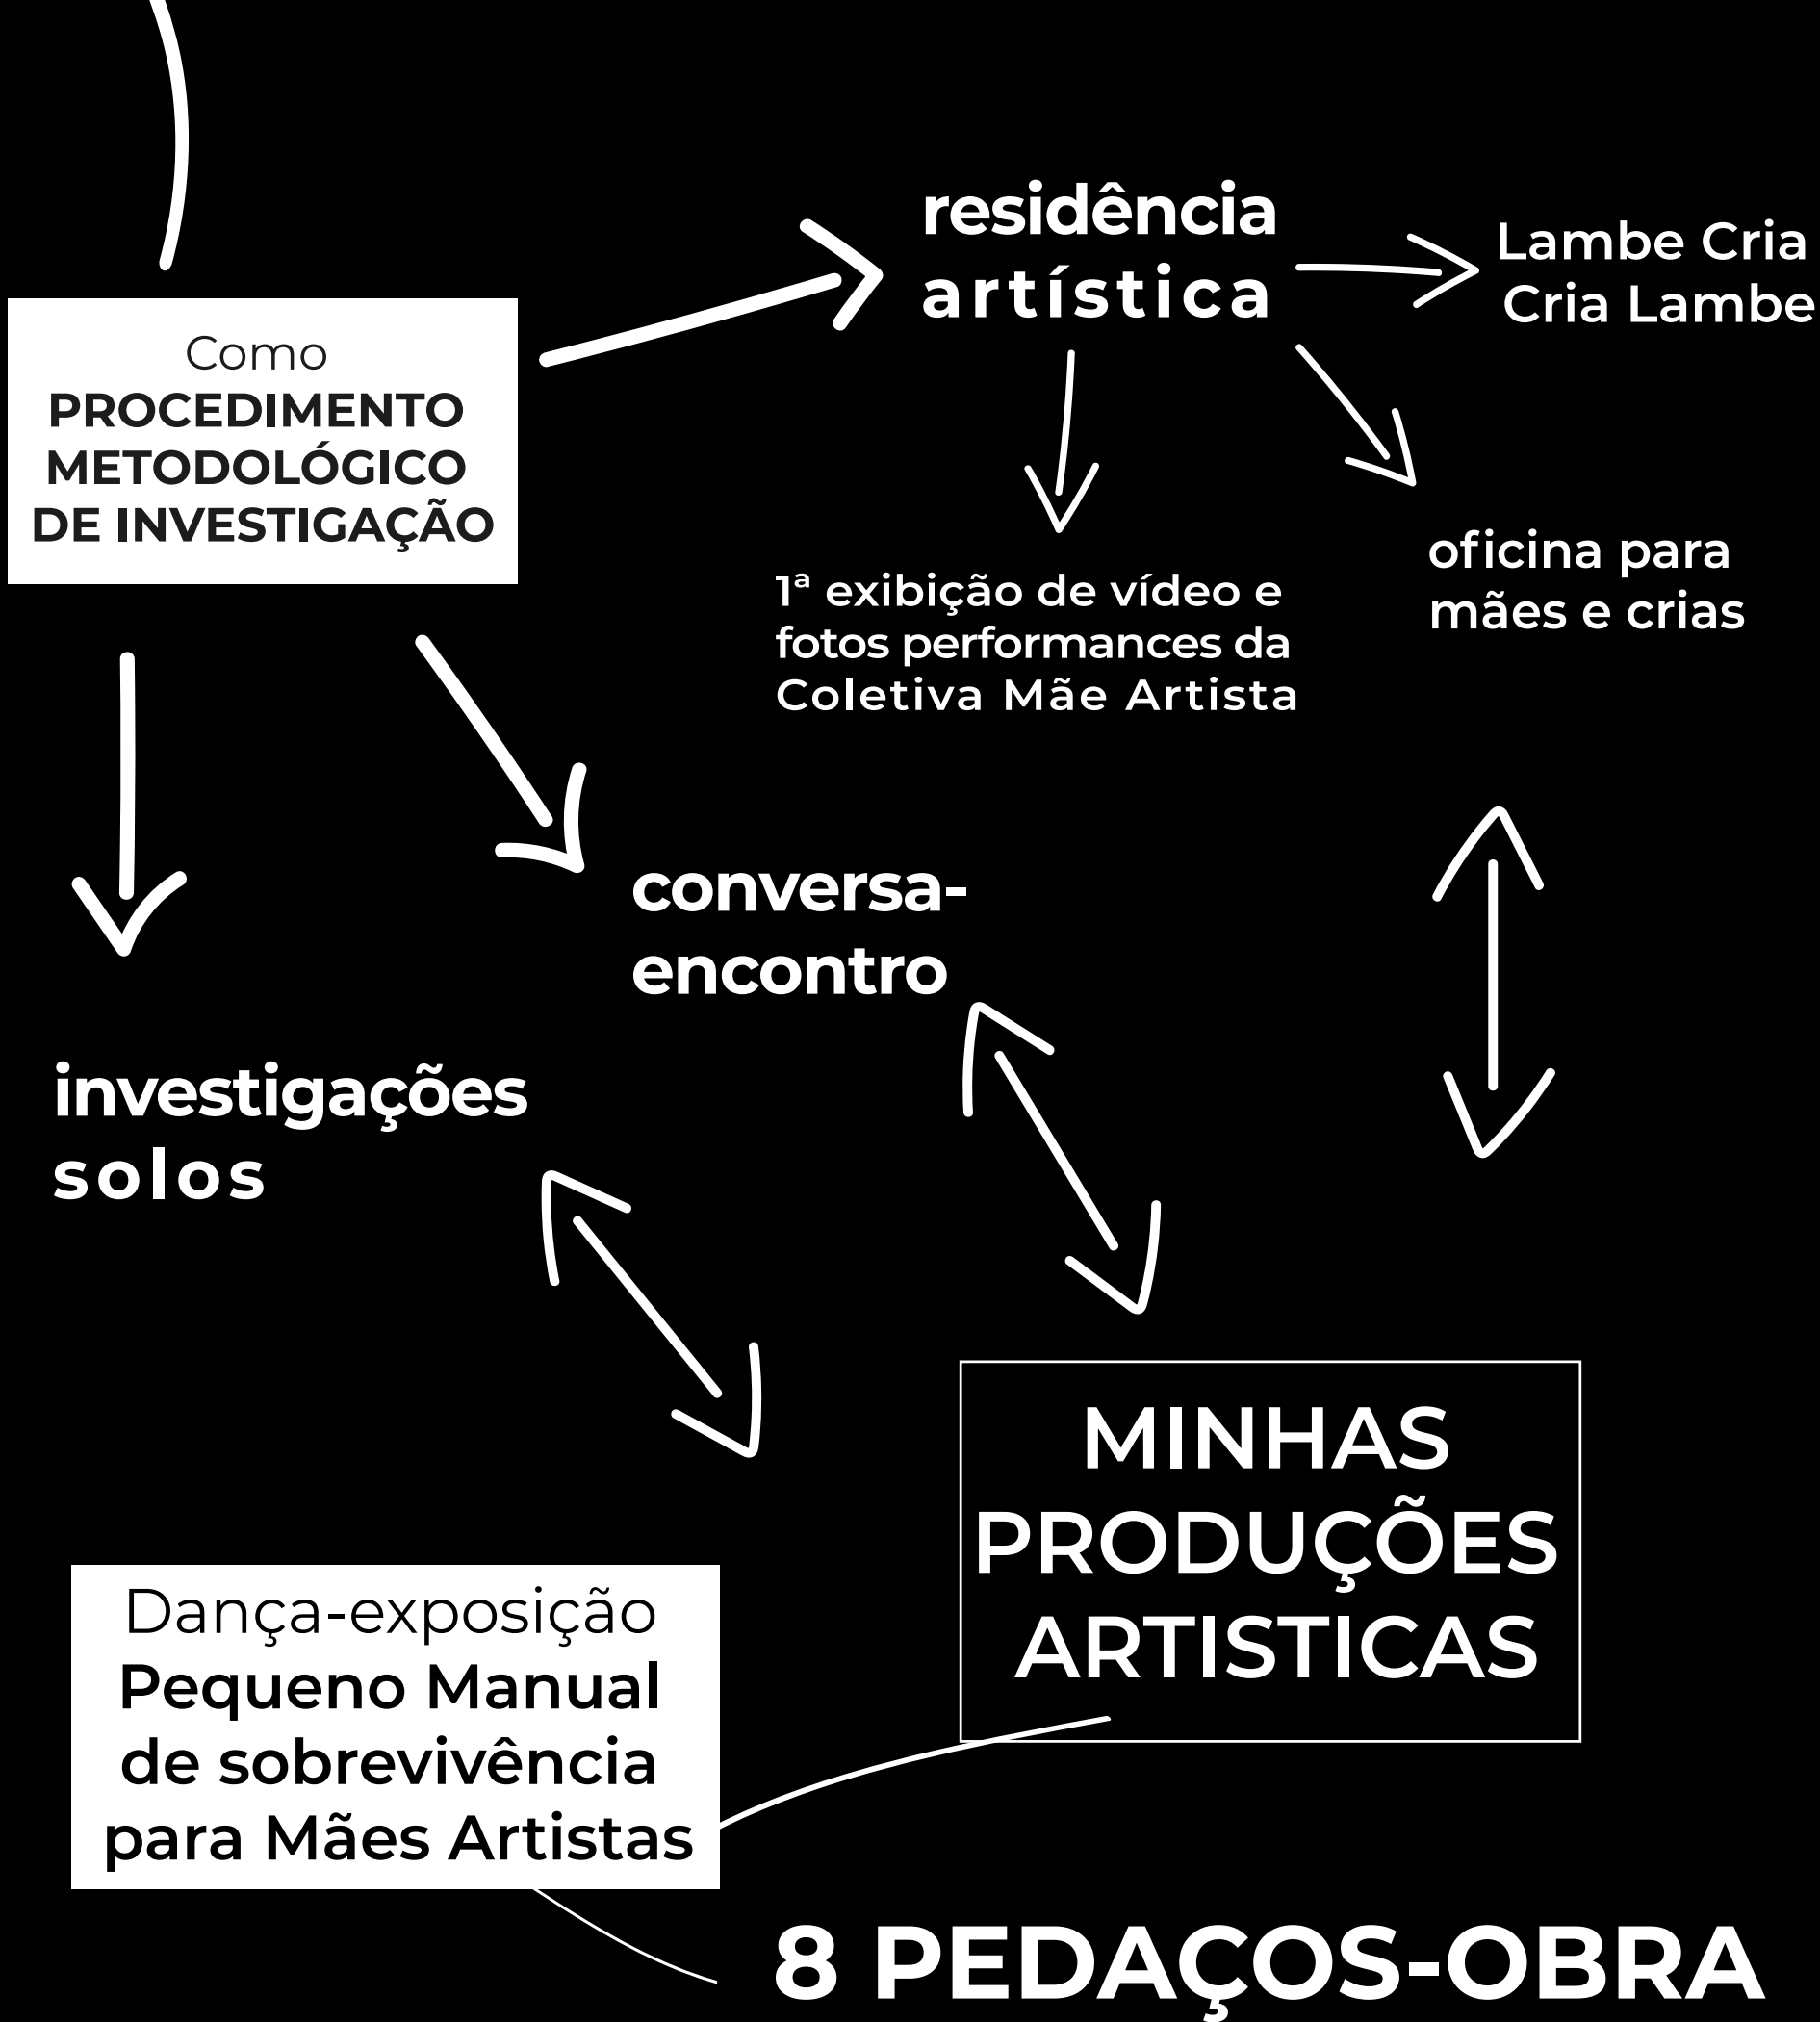 residência
artística
Lambe Cria
Cria Lambe
Como
PROCEDIMENTO
METODOLÓGICO
DE INVESTIGAÇÃO
oficina para
mães e crias
1ª exibição de vídeo e
fotos performances da
Coletiva Mãe Artista
conversa-
encontro
investigações
solos
MINHAS
PRODUÇÕES
ARTISTICAS
Dança-exposição
Pequeno Manual
de sobrevivência
para Mães Artistas
8 PEDAÇOS-OBRA